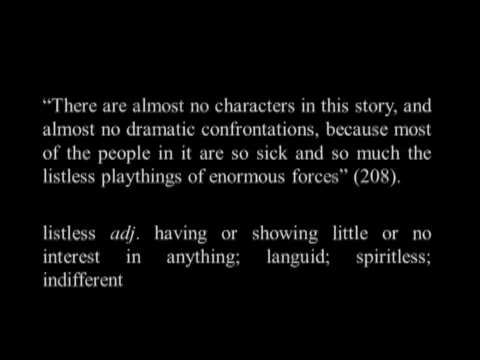 “There are almost no characters in this story, and
almost no dramatic confrontations, because most
of the people in it are so sick and so much the
listless playthings of enormous forces” (208).
listless adj. having or showing little or no
interest in anything; languid; spiritless;
indifferent